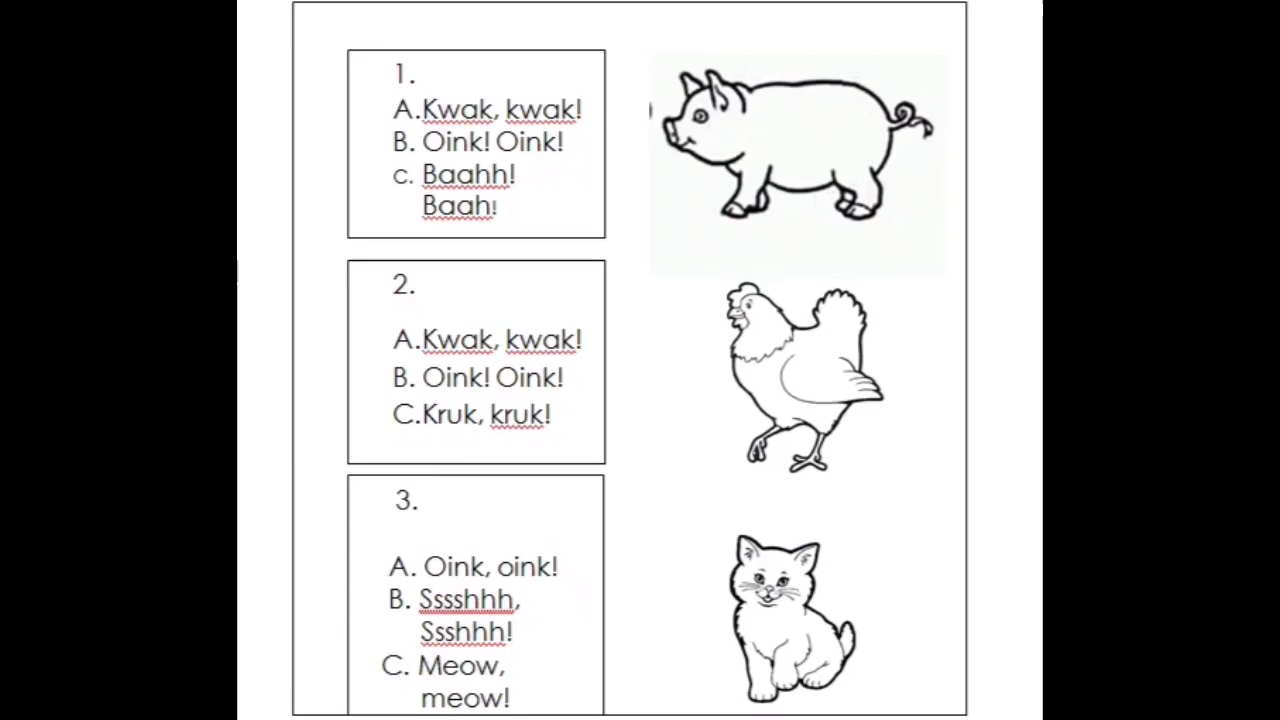 1.
A.Kwak, kwak!
B. Oink! Oink!
c. Baahh!
Baah!
2.
A.Kwak, kwak!
B. Oink! Oink!
C.Kruk, kruk!
3.
A. Oink, oink!
B. Sssshhh,
Ssshhh!
C. Meow,
meow!